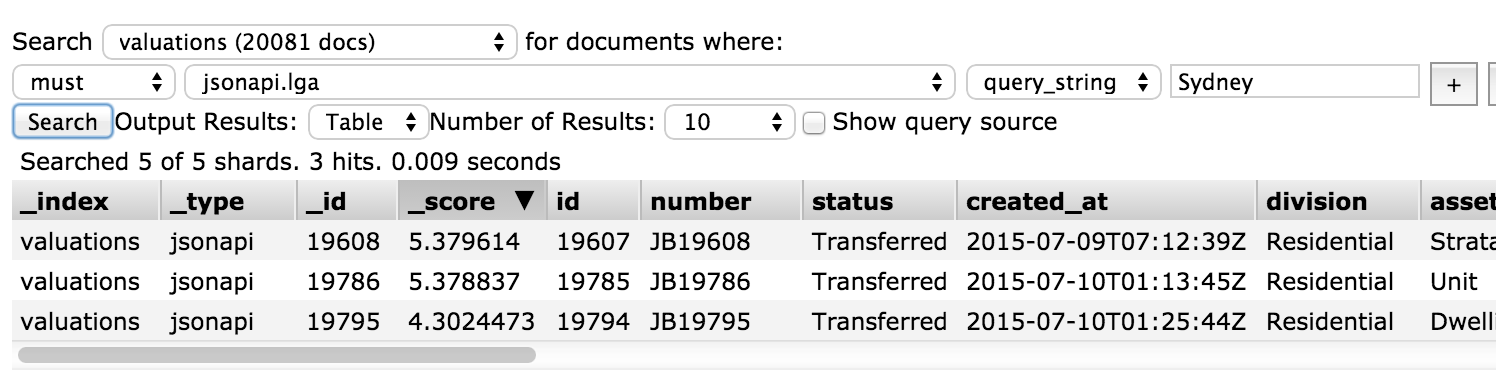 Search valuations (20081 docs) for documents where:
must jsonapi.lga query_string Sydney +
Search Output Results: Table Number of Results: 10 Show query source
Searched 5 of 5 shards. 3 hits. 0.009 seconds
_index _type _id _score ▼ id number status created_at division asset
valuations jsonapi 19608 5.379614 19607 JB19608 Transferred 2015-07-09T07:12:39Z Residential Strata
valuations jsonapi 19786 5.378837 19785 JB19786 Transferred 2015-07-10T01:13:45Z Residential Unit
valuations jsonapi 19795 4.3024473 19794 JB19795 Transferred 2015-07-10T01:25:44Z Residential Dwelli